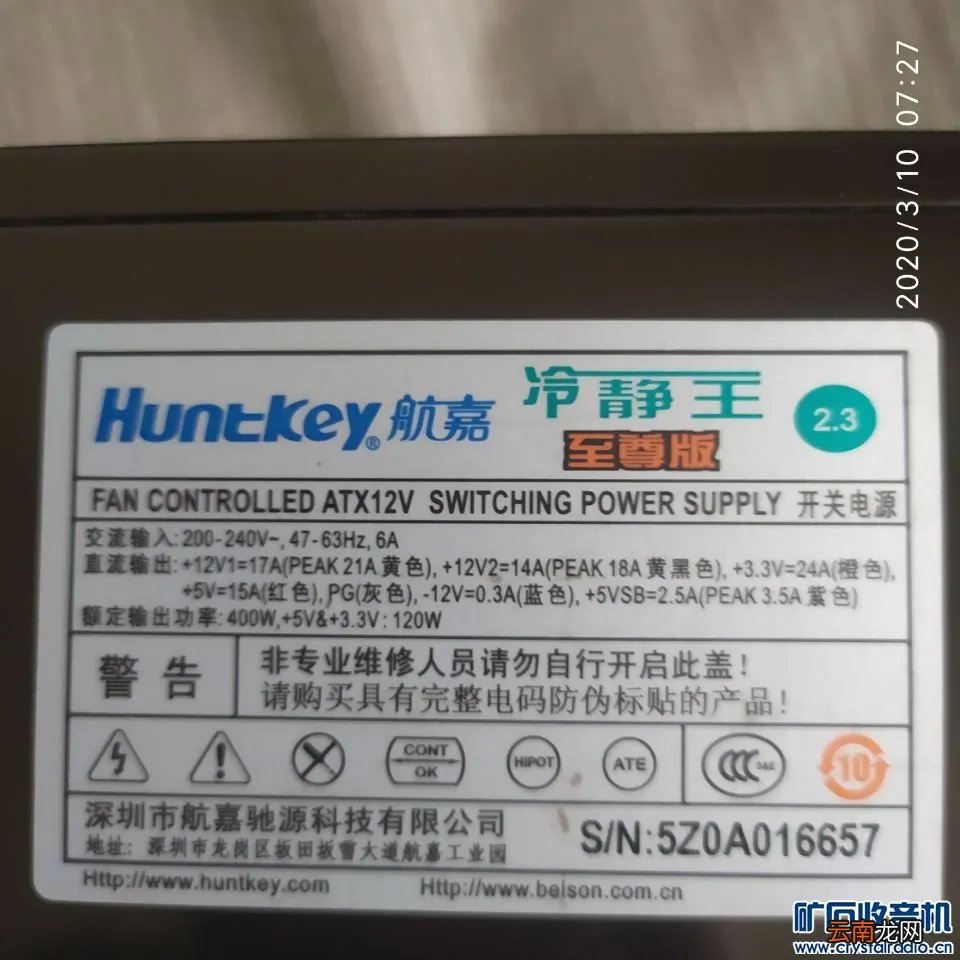 2020/3/10 07:27
Huntkey® 航嘉 冷静王 2.3
至尊版
FAN CONTROLLED ATX12V SWITCHING POWER SUPPLY 开关电源
交流输入: 200-240V~, 47-63Hz, 6A
直流输出: +12V1=17A(PEAK 21A 黄色), +12V2=14A(PEAK 18A 黄黑色), +3.3V=24A(橙色),
+5V=15A(红色), PG(灰色), -12V=0.3A(蓝色), +5VSB=2.5A(PEAK 3.5A 紫色)
额定输出功率: 400W, +5V&+3.3V: 120W
警告 非专业维修人员请勿自行开启此盖!
请购买具有完整电码防伪标贴的产品!
CONT OK HIPOT ATE CCC S&E 10
深圳市航嘉驰源科技有限公司
地址: 深圳市龙岗区坂田坂雪大道航嘉工业园
S/N:5Z0A016657
Http://www.huntkey.com Http://www.belson.com.cn
矿石收音机
云南龙网
www.crystalradio.cn